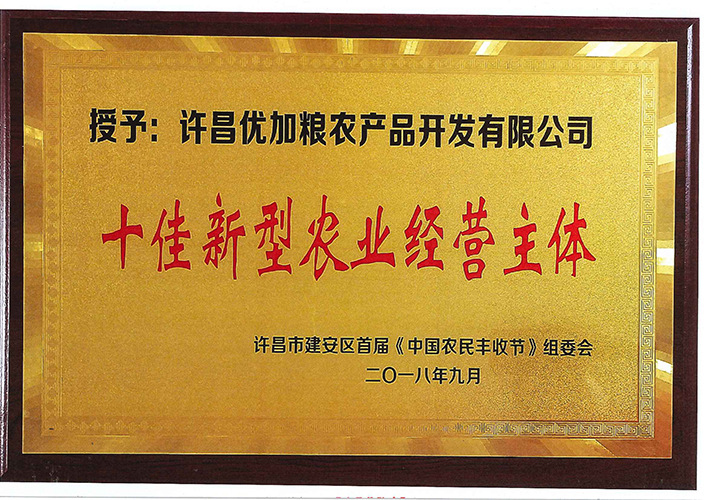 授予：许昌优加粮农产品开发有限公司
十佳新型农业经营主体
许昌市建安区首届《中国农民丰收节》组委会
二〇一八年九月